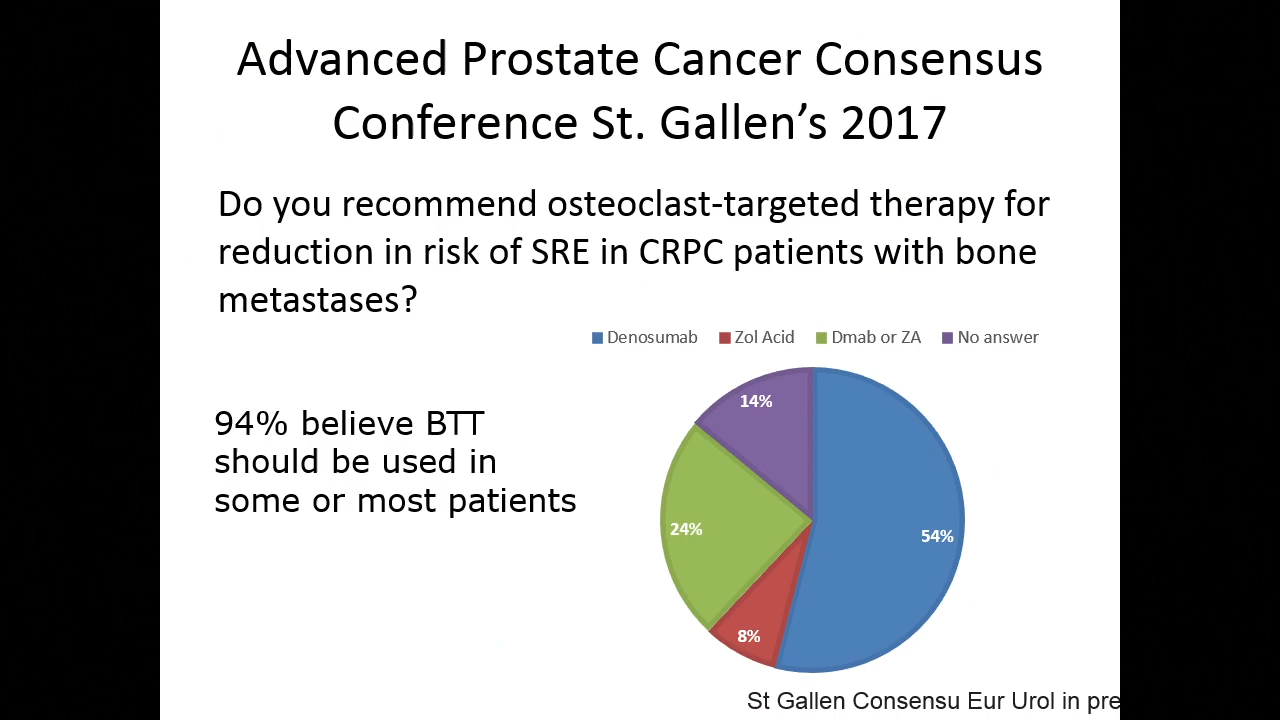 Advanced Prostate Cancer Consensus
Conference St. Gallen’s 2017
Do you recommend osteoclast-targeted therapy for
reduction in risk of SRE in CRPC patients with bone
metastases?
Denosumab Zol Acid Dmab or ZA No answer
14%
94% believe BTT
should be used in
some or most patients
24%
54%
8%
St Gallen Consensu Eur Urol in pre